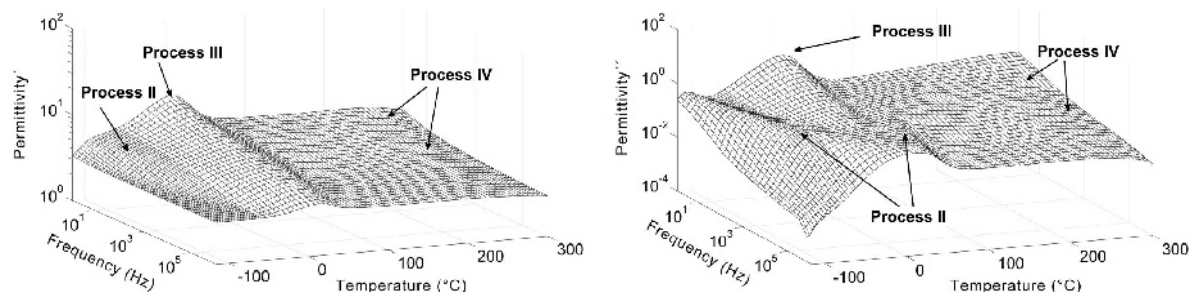 10²
Permittivity´
Process III
Process II
Process IV
10¹
10⁰
10¹
10³
10⁵
Frequency (Hz)
-100
0
100
200
300
Temperature (°C)
10²
Permittivity´´
Process III
Process IV
10⁰
10⁻²
10⁻⁴
Process II
10¹
10³
10⁵
Frequency (Hz)
-100
0
100
200
300
Temperature (°C)